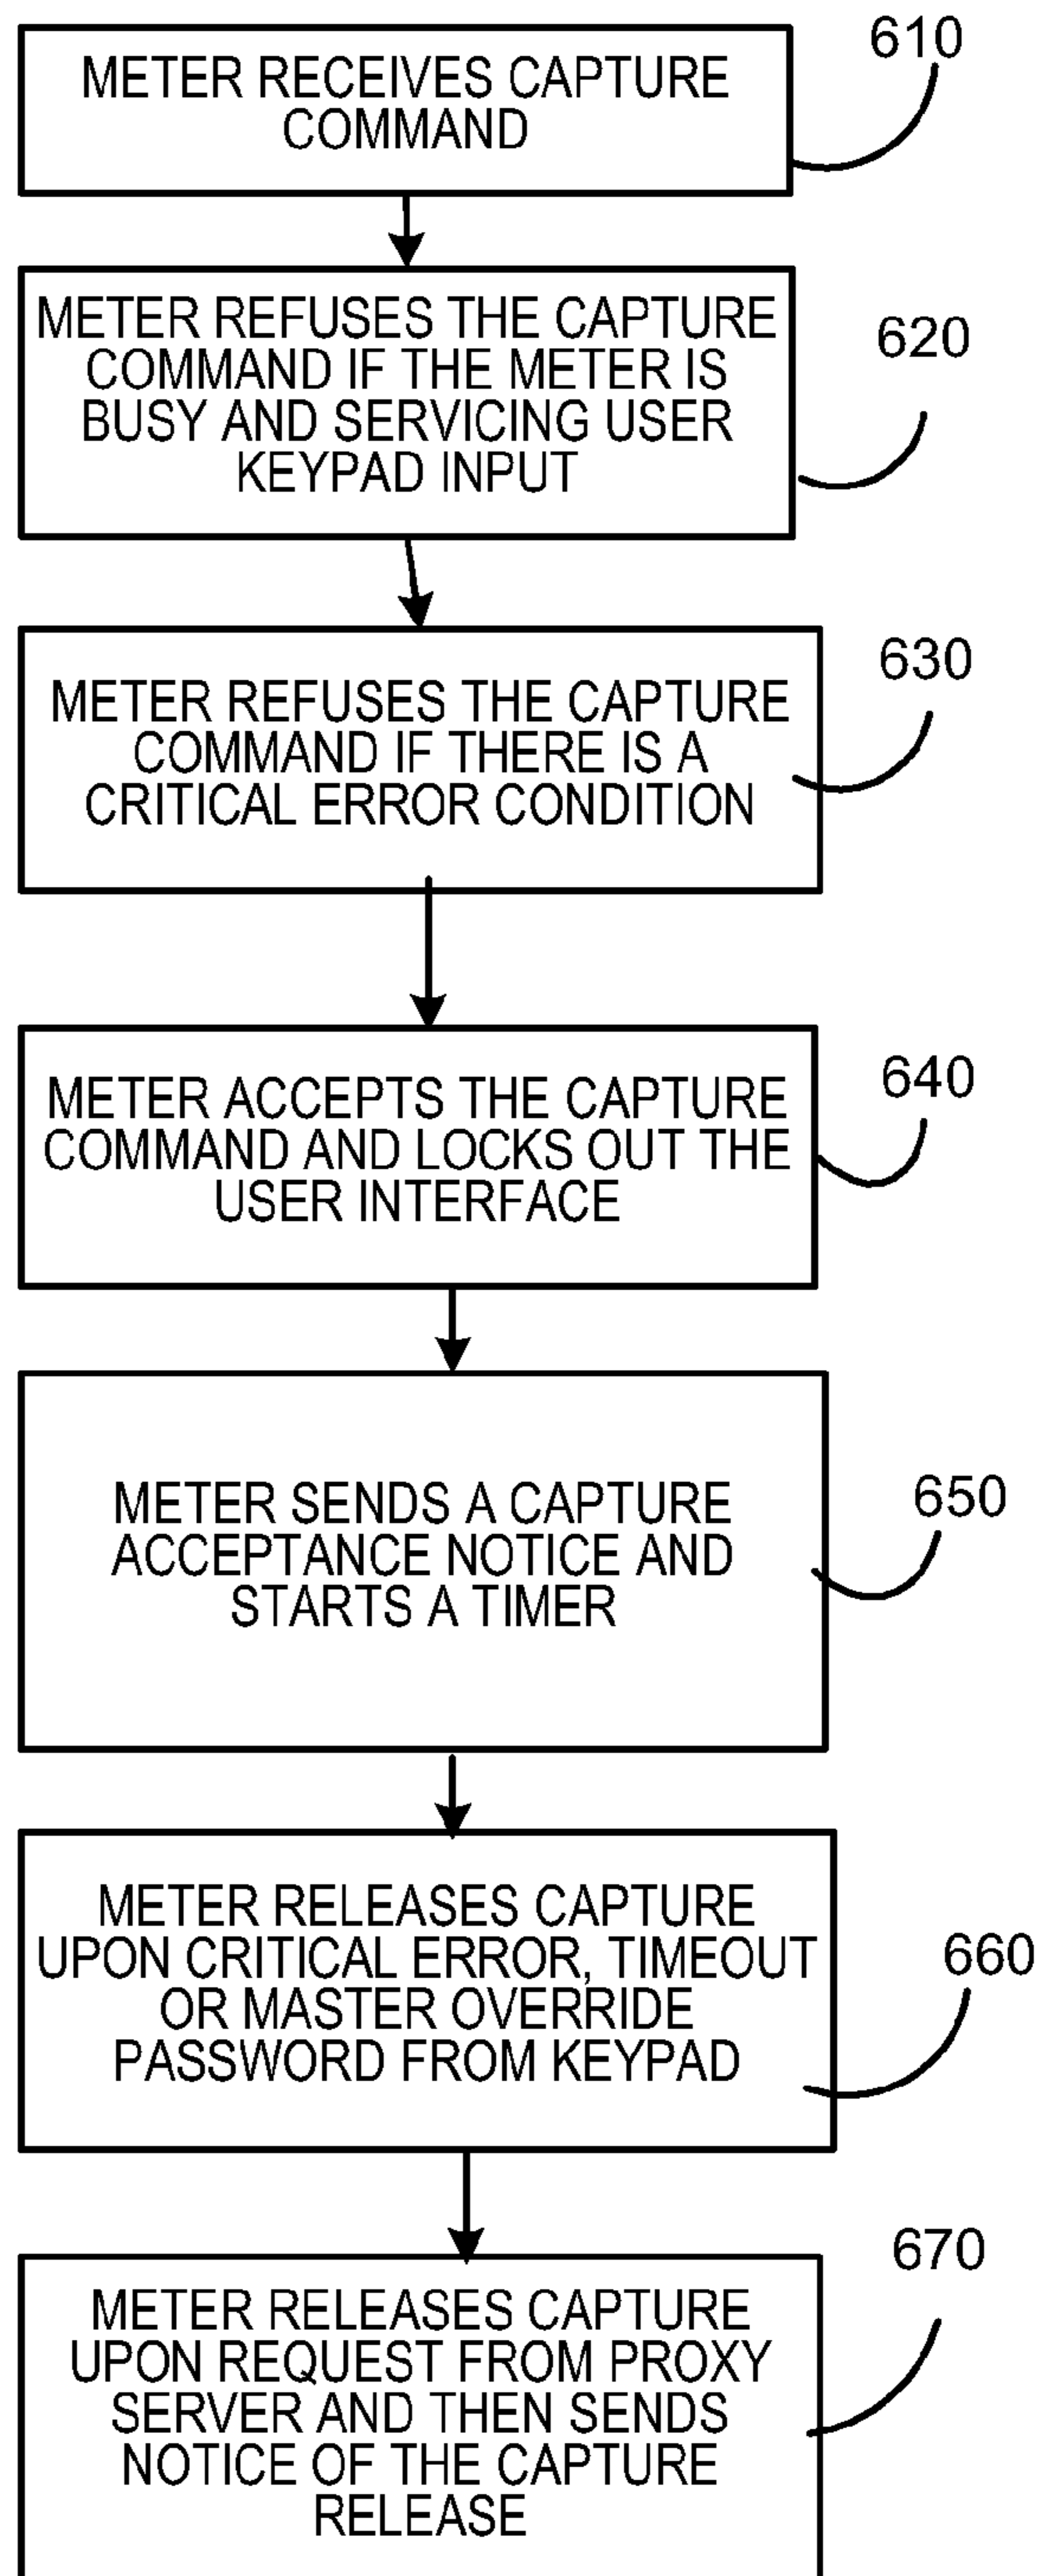 METER RECEIVES CAPTURE
COMMAND
610
METER REFUSES THE CAPTURE
COMMAND IF THE METER IS
BUSY AND SERVICING USER
KEYPAD INPUT
620
METER REFUSES THE CAPTURE
COMMAND IF THERE IS A
CRITICAL ERROR CONDITION
630
METER ACCEPTS THE CAPTURE
COMMAND AND LOCKS OUT THE
USER INTERFACE
640
METER SENDS A CAPTURE
ACCEPTANCE NOTICE AND
STARTS A TIMER
650
METER RELEASES CAPTURE
UPON CRITICAL ERROR, TIMEOUT
OR MASTER OVERRIDE
PASSWORD FROM KEYPAD
660
METER RELEASES CAPTURE
UPON REQUEST FROM PROXY
SERVER AND THEN SENDS
NOTICE OF THE CAPTURE
RELEASE
670